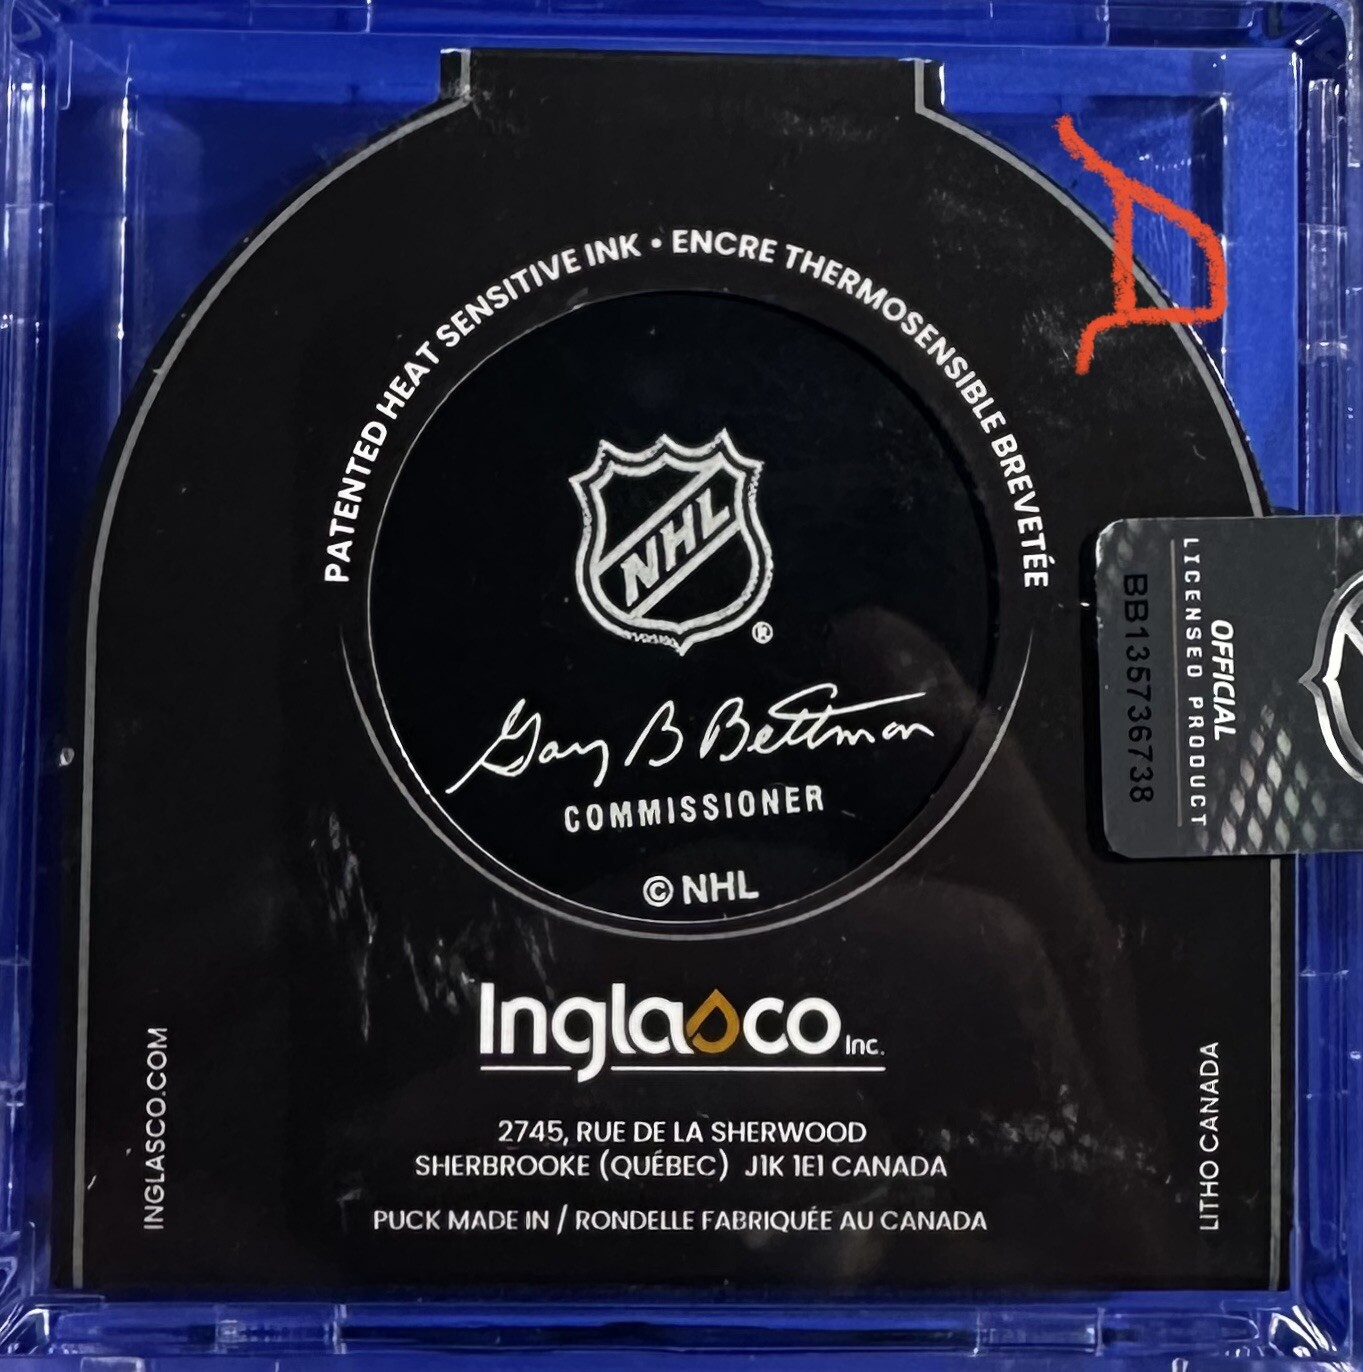 PATENTED HEAT SENSITIVE INK • ENCRE THERMOSENSIBLE BREVETÉE
NHL
®
Gary B Bettman
COMMISSIONER
© NHL
OFFICIAL
LICENSED PRODUCT
BB135736738
Inglasco Inc.
2745, RUE DE LA SHERWOOD
SHERBROOKE (QUÉBEC) J1K 1E1 CANADA
PUCK MADE IN / RONDELLE FABRIQUÉE AU CANADA
INGLASCO.COM
LITHO CANADA